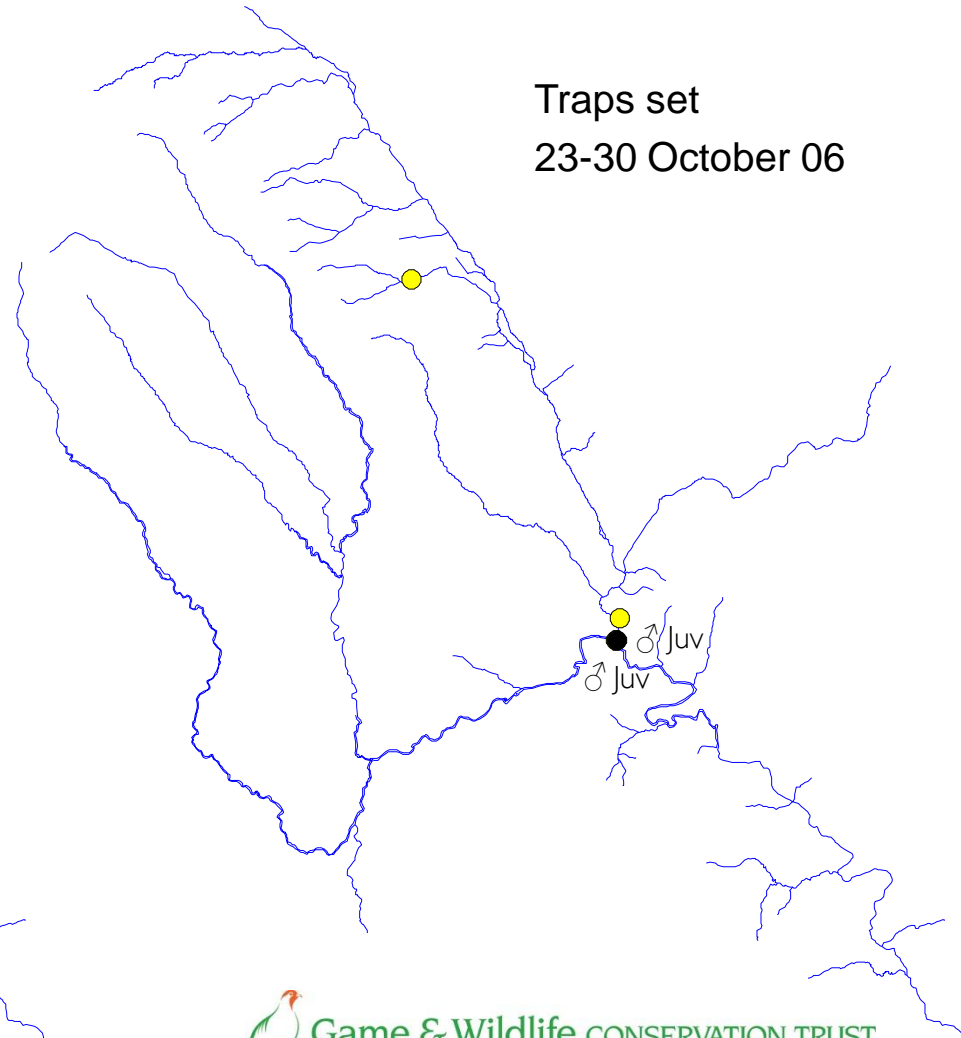 Traps set
23-30 October 06
♂ Juv
♂ Juv
Game & Wildlife CONSERVATION TRUST